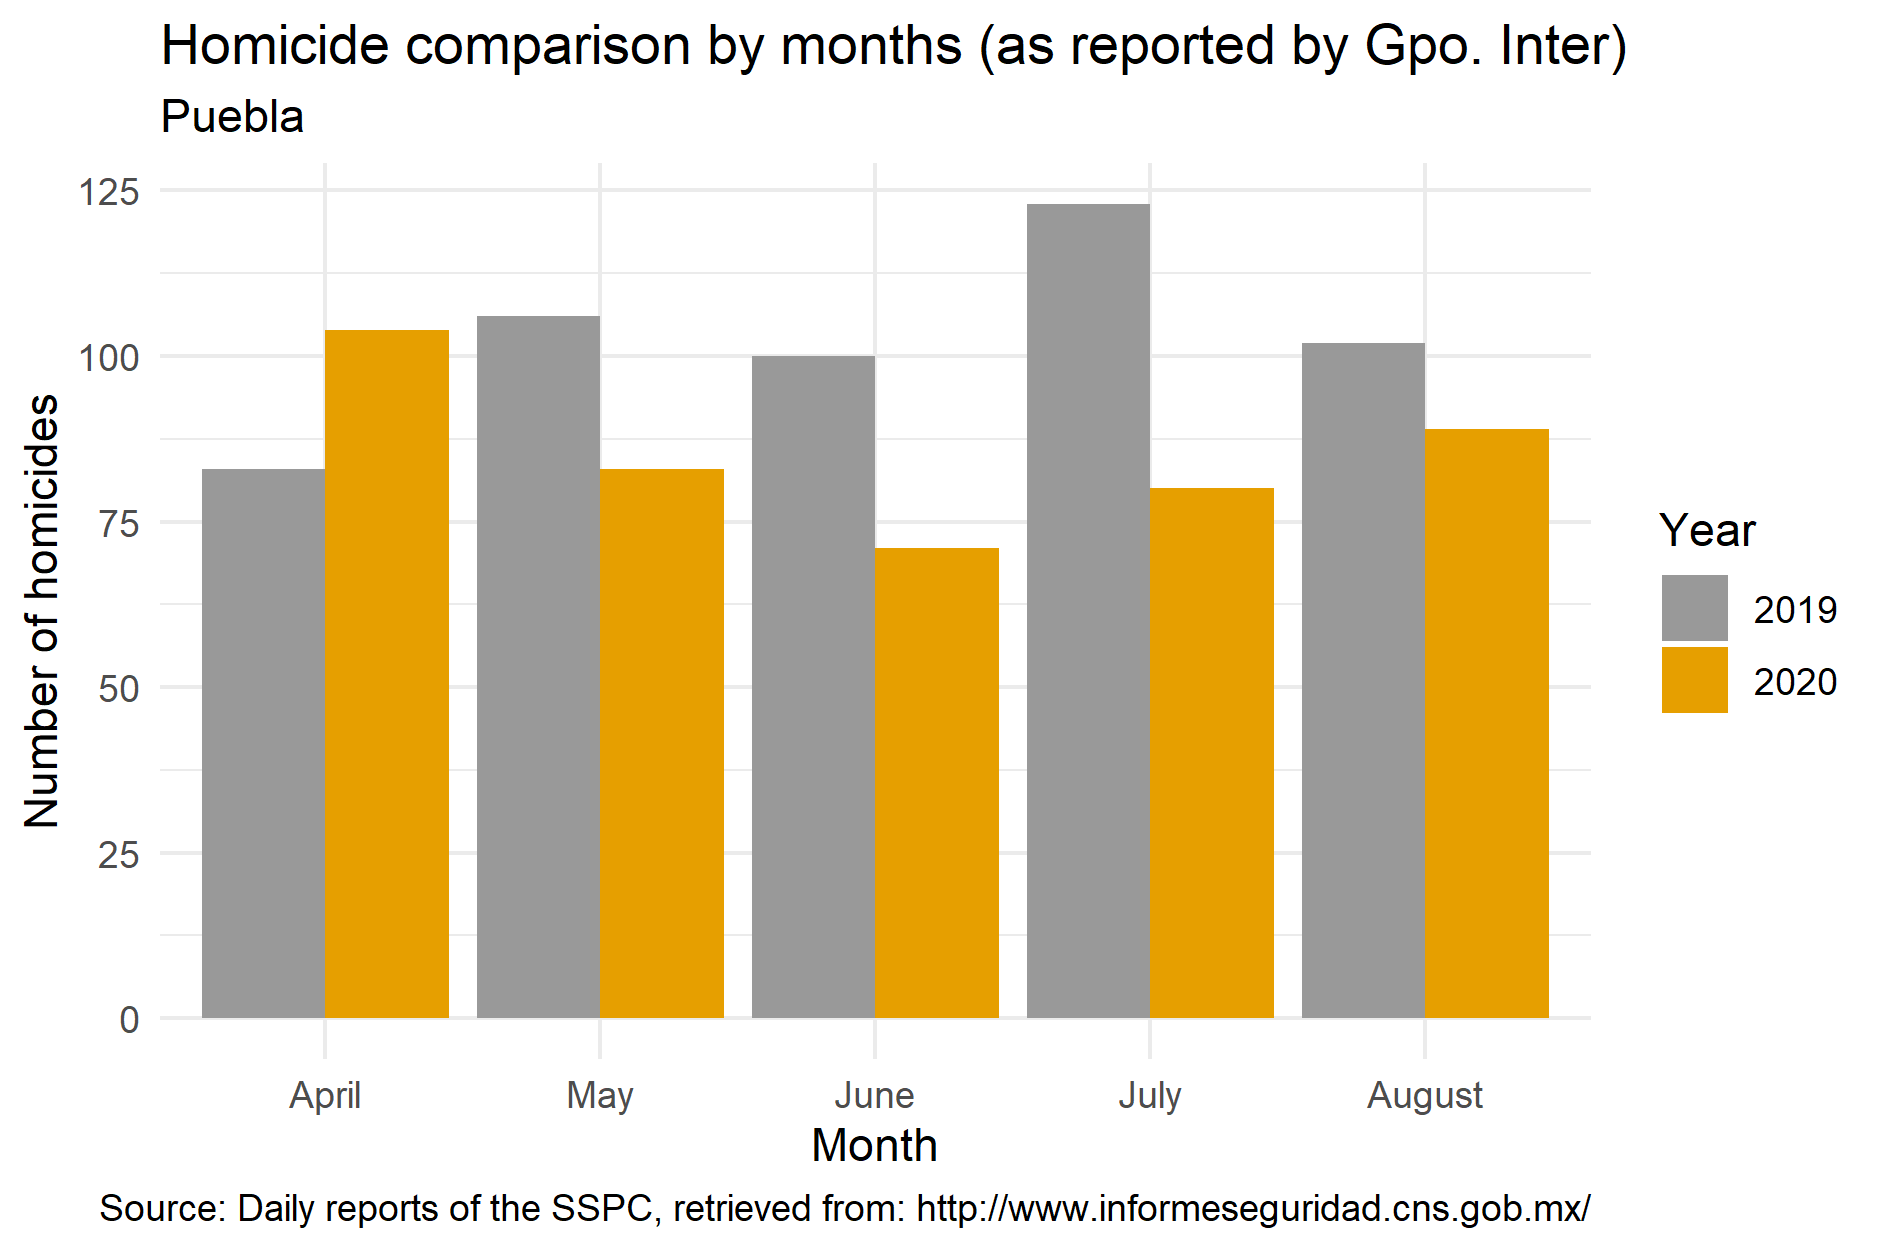 Homicide comparison by months (as reported by Gpo. Inter)
Puebla
125
100
75
50
25
0
Number of homicides
April
May
June
July
August
Month
Year
2019
2020
Source: Daily reports of the SSPC, retrieved from: http://www.informeseguridad.cns.gob.mx/